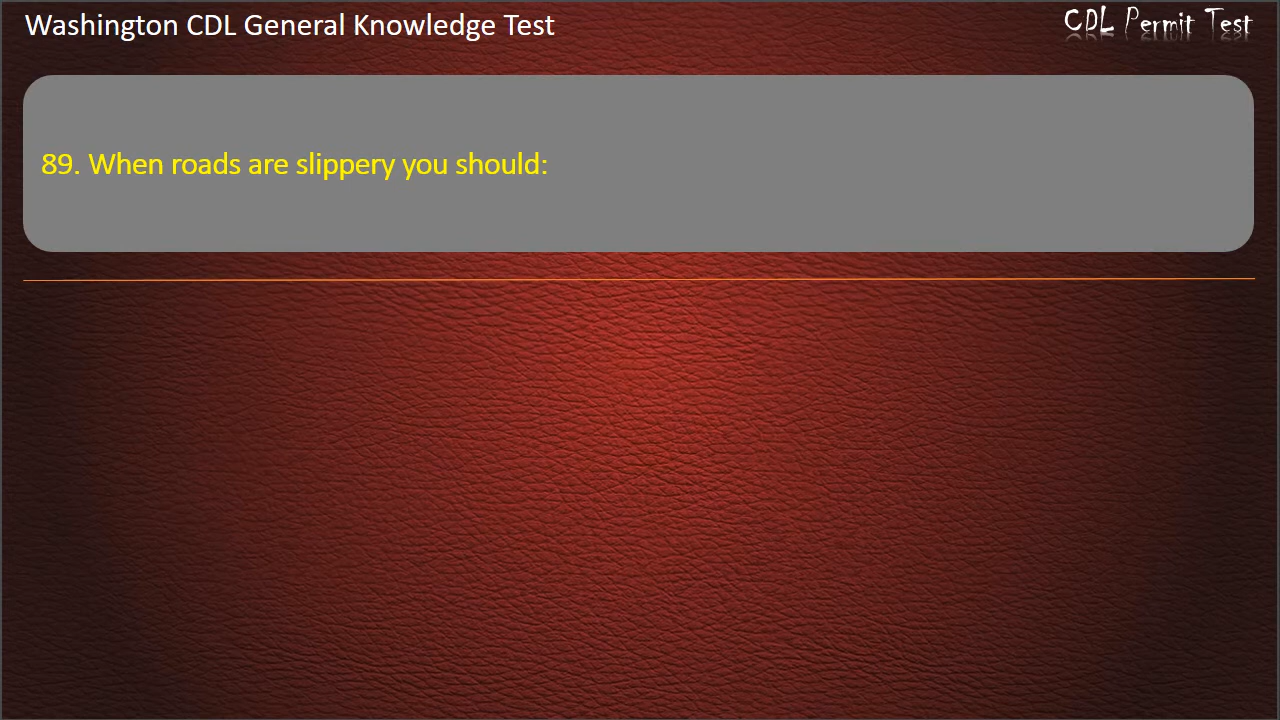 Washington CDL General Knowledge Test
CDL Permit Test
89. When roads are slippery you should: